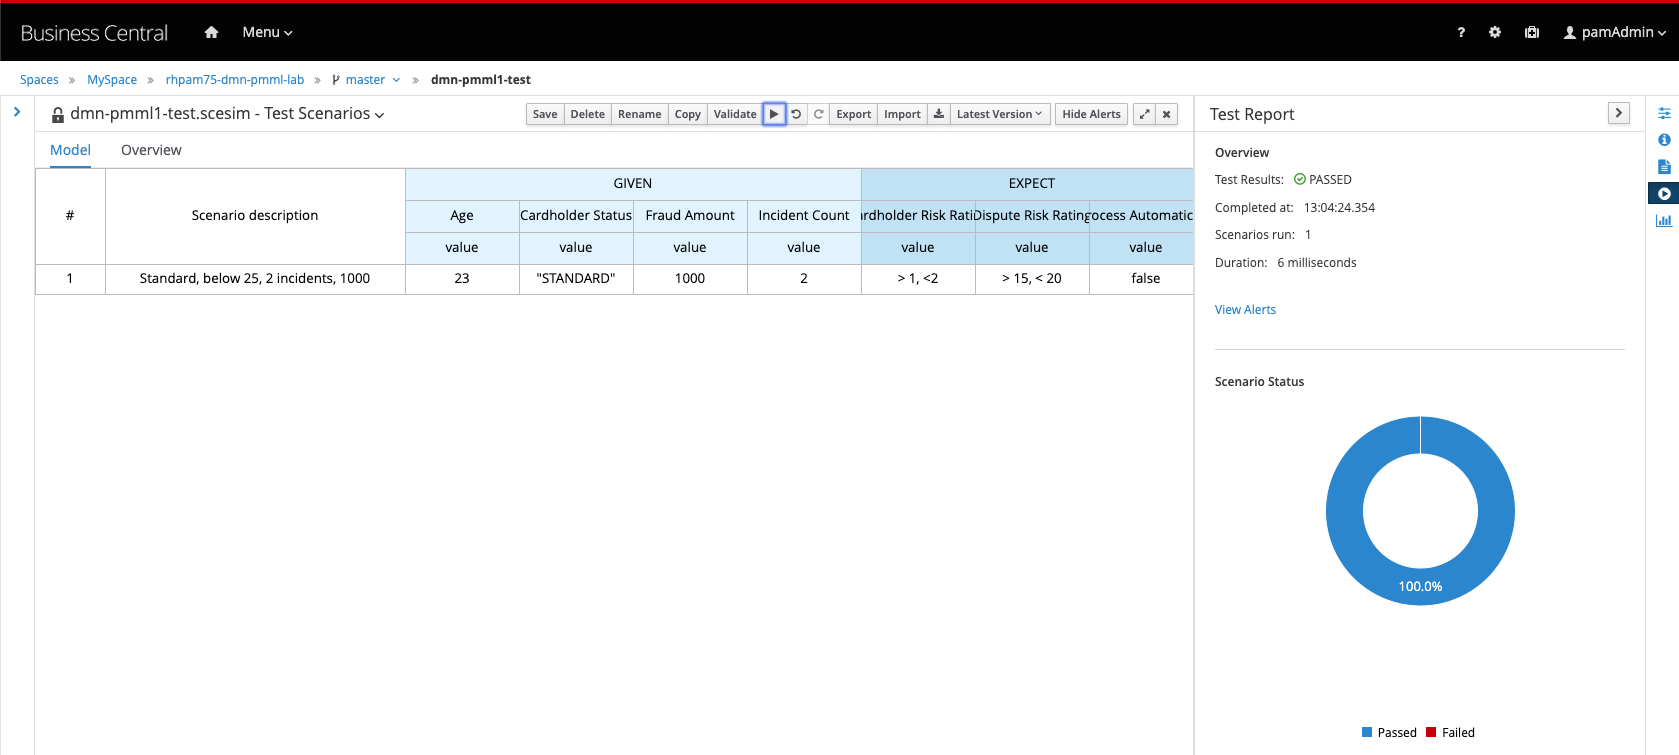 Business Central Menu ? pamAdmin
Spaces » MySpace » rhpam75-dmn-pmml-lab » master » dmn-pmml1-test
dmn-pmml1-test.scesim - Test Scenarios
Save Delete Rename Copy Validate Export Import Latest Version Hide Alerts
Model Overview
GIVEN EXPECT
# Scenario description
Age Cardholder Status Fraud Amount Incident Count rdholder Risk Rati Dispute Risk Rating ocess Automatic
value value value value value value value
1 Standard, below 25, 2 incidents, 1000 23 "STANDARD" 1000 2 > 1, <2 > 15, < 20 false
Test Report
Overview
Test Results: PASSED
Completed at: 13:04:24.354
Scenarios run: 1
Duration: 6 milliseconds
View Alerts
Scenario Status
100.0%
Passed Failed